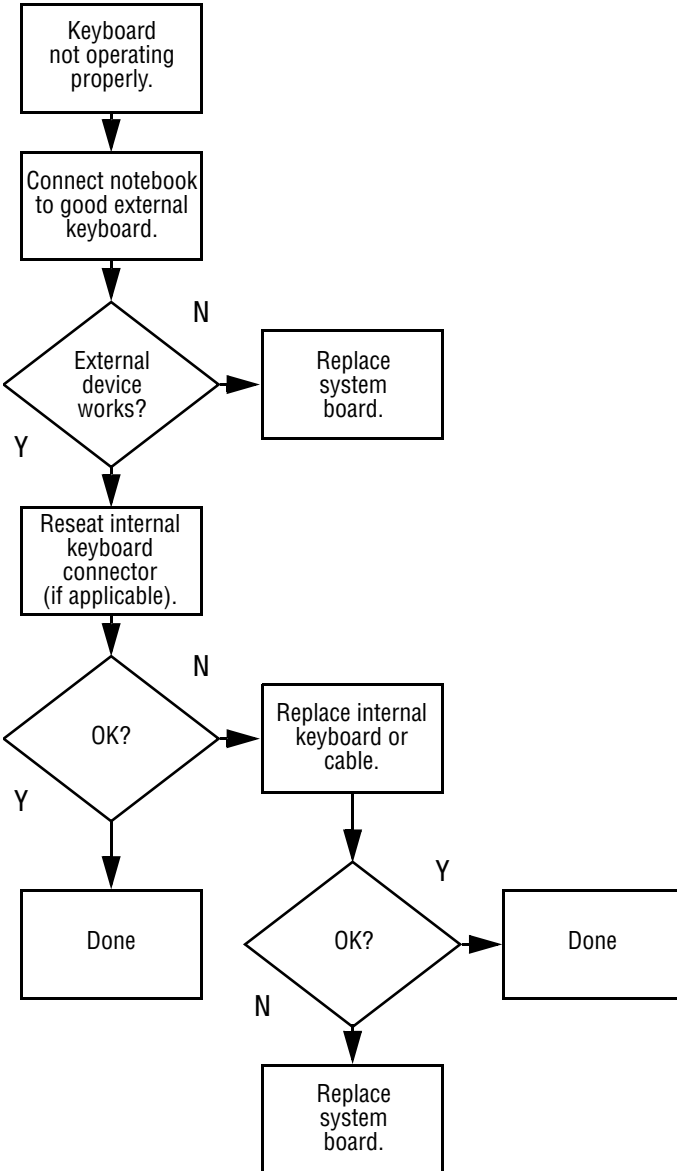 Keyboard
not operating
properly.
Connect notebook
to good external
keyboard.
N
External
device
works?
Replace
system
board.
Y
Reseat internal
keyboard
connector
(if applicable).
N
OK?
Replace internal
keyboard or
cable.
Y
Y
Done
OK?
Done
N
Replace
system
board.